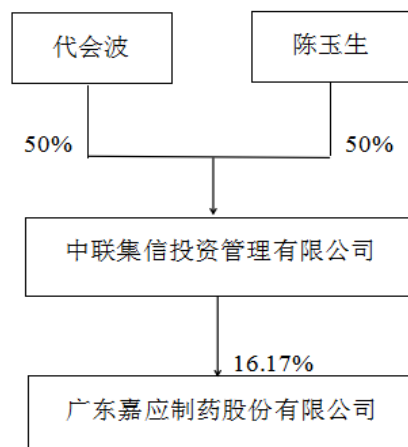 代会波
陈玉生
50%
50%
中联集信投资管理有限公司
16.17%
广东嘉应制药股份有限公司